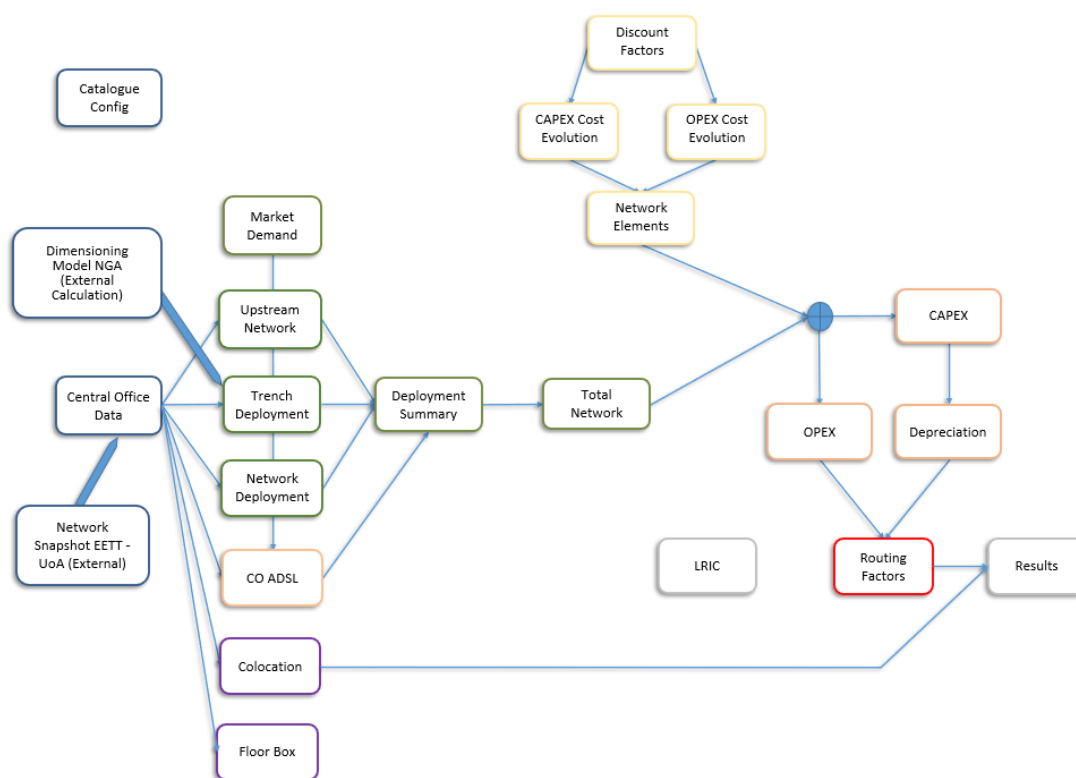 Discount
Factors
Catalogue
Config
CAPEX Cost
Evolution
OPEX Cost
Evolution
Market
Demand
Network
Elements
Dimensioning
Model NGA
(External
Calculation)
Upstream
Network
CAPEX
Central Office
Data
Trench
Deployment
Deployment
Summary
Total
Network
OPEX
Depreciation
Network
Deployment
Network
Snapshot EETT -
UoA (External)
CO ADSL
LRIC
Routing
Factors
Results
Colocation
Floor Box